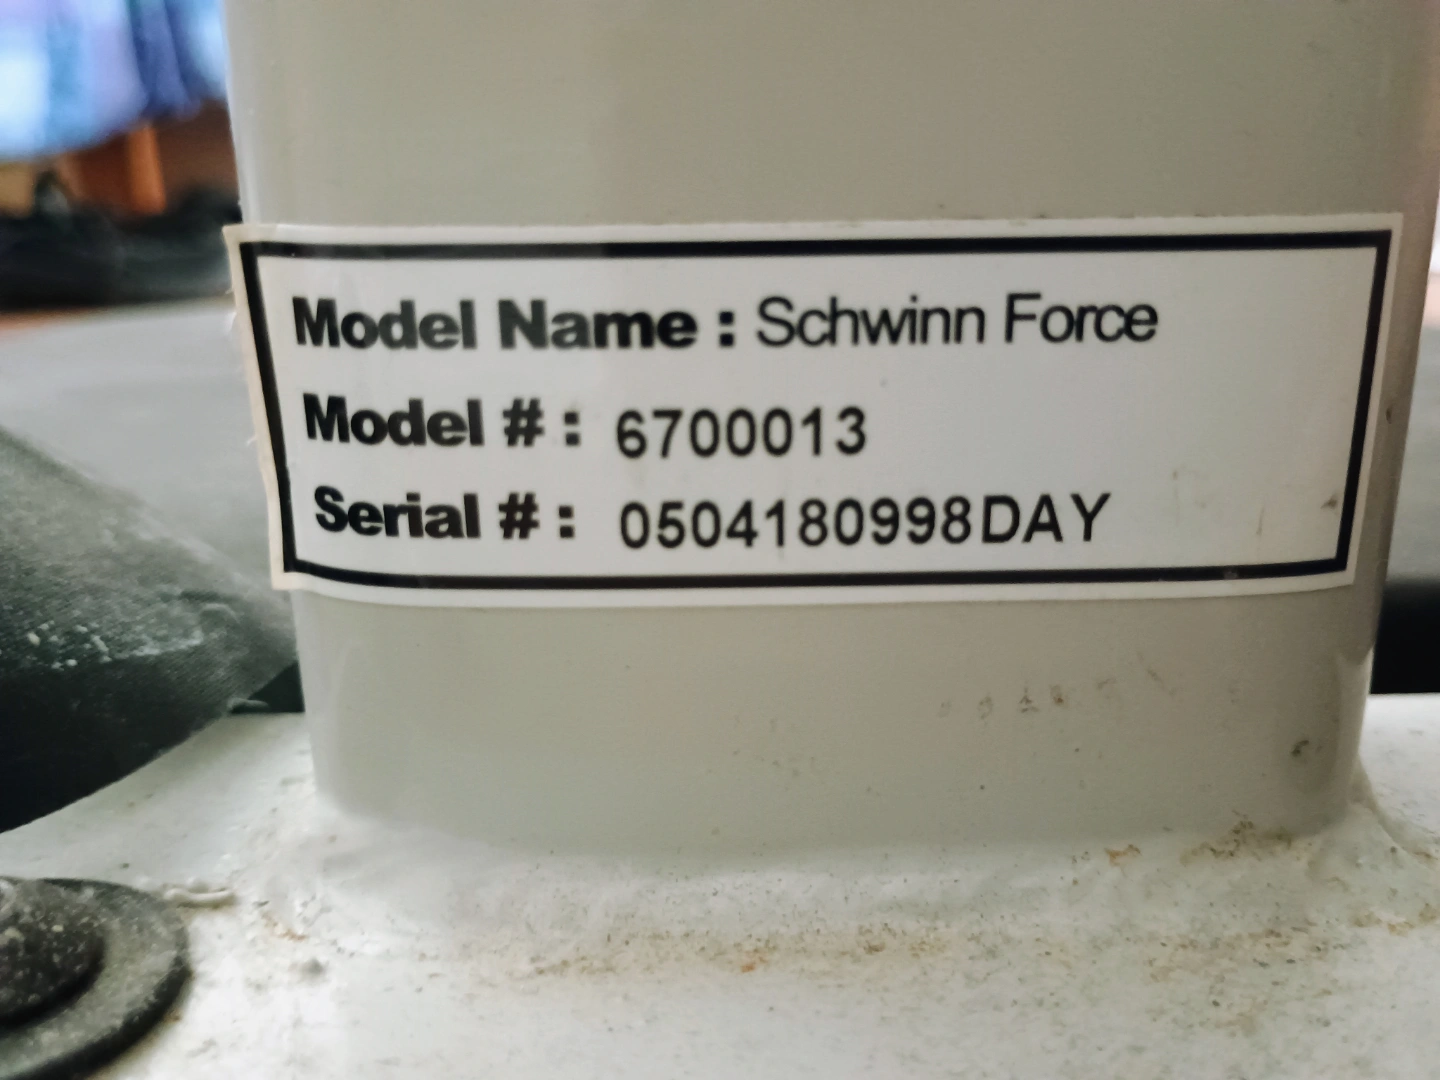 Model Name : Schwinn Force
Model # : 6700013
Serial # : 0504180998DAY